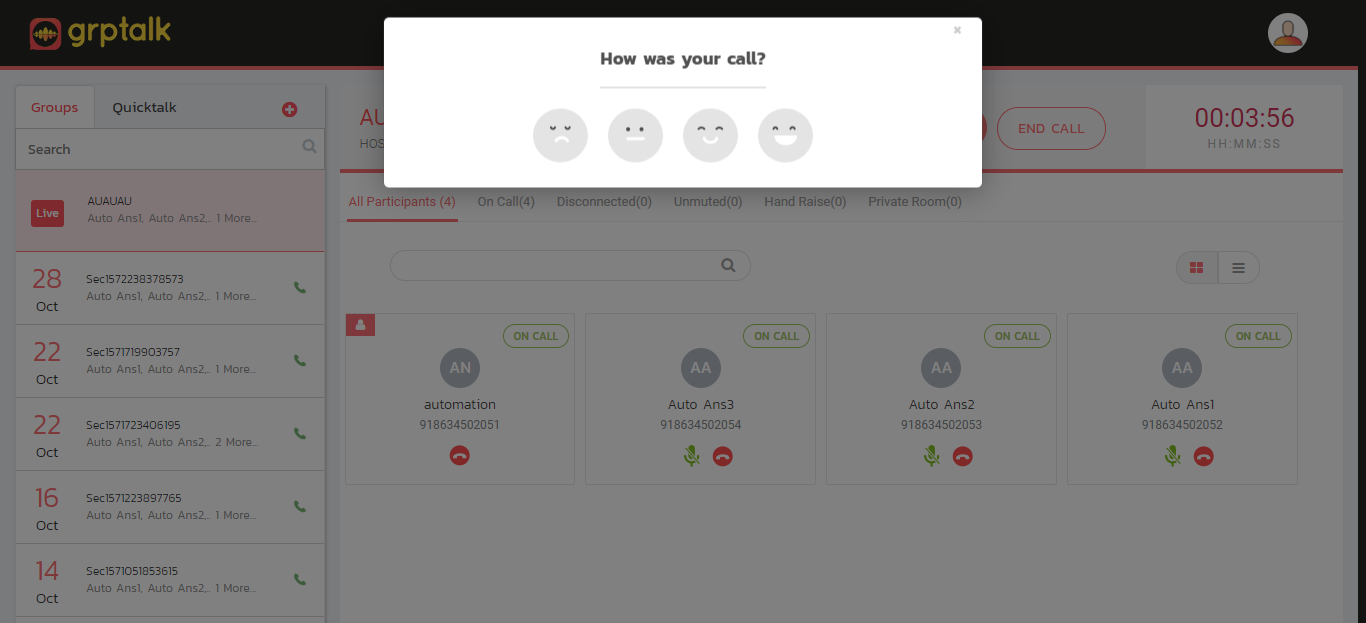 grptalk
×
How was your call?
Groups
Quicktalk
Search
Live
AUAUAU
Auto Ans1, Auto Ans2,.. 1 More...
28
Oct
Sec1572238378573
Auto Ans1, Auto Ans2,.. 1 More...
22
Oct
Sec1571719903757
Auto Ans1, Auto Ans2,.. 1 More...
22
Oct
Sec1571723406195
Auto Ans1, Auto Ans2,.. 2 More...
16
Oct
Sec1571223897765
Auto Ans1, Auto Ans2,.. 1 More...
14
Oct
Sec1571051853615
Auto Ans1, Auto Ans2,.. 1 More...
AU
HOS
END CALL
00:03:56
HH:MM:SS
All Participants (4) On Call(4) Disconnected(0) Unmuted(0) Hand Raise(0) Private Room(0)
ON CALL
AN
automation
918634502051
ON CALL
AA
Auto Ans3
918634502054
ON CALL
AA
Auto Ans2
918634502053
ON CALL
AA
Auto Ans1
918634502052